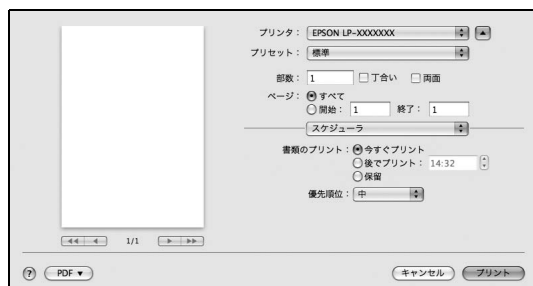 プリンタ： EPSON LP-XXXXXXX
プリセット： 標準
部数： 1 丁合い 両面
ページ： すべて
開始： 1 終了： 1
スケジューラ
書類のプリント： 今すぐプリント
後でプリント： 14:32
保留
優先順位： 中
1/1
? PDF▼ キャンセル プリント